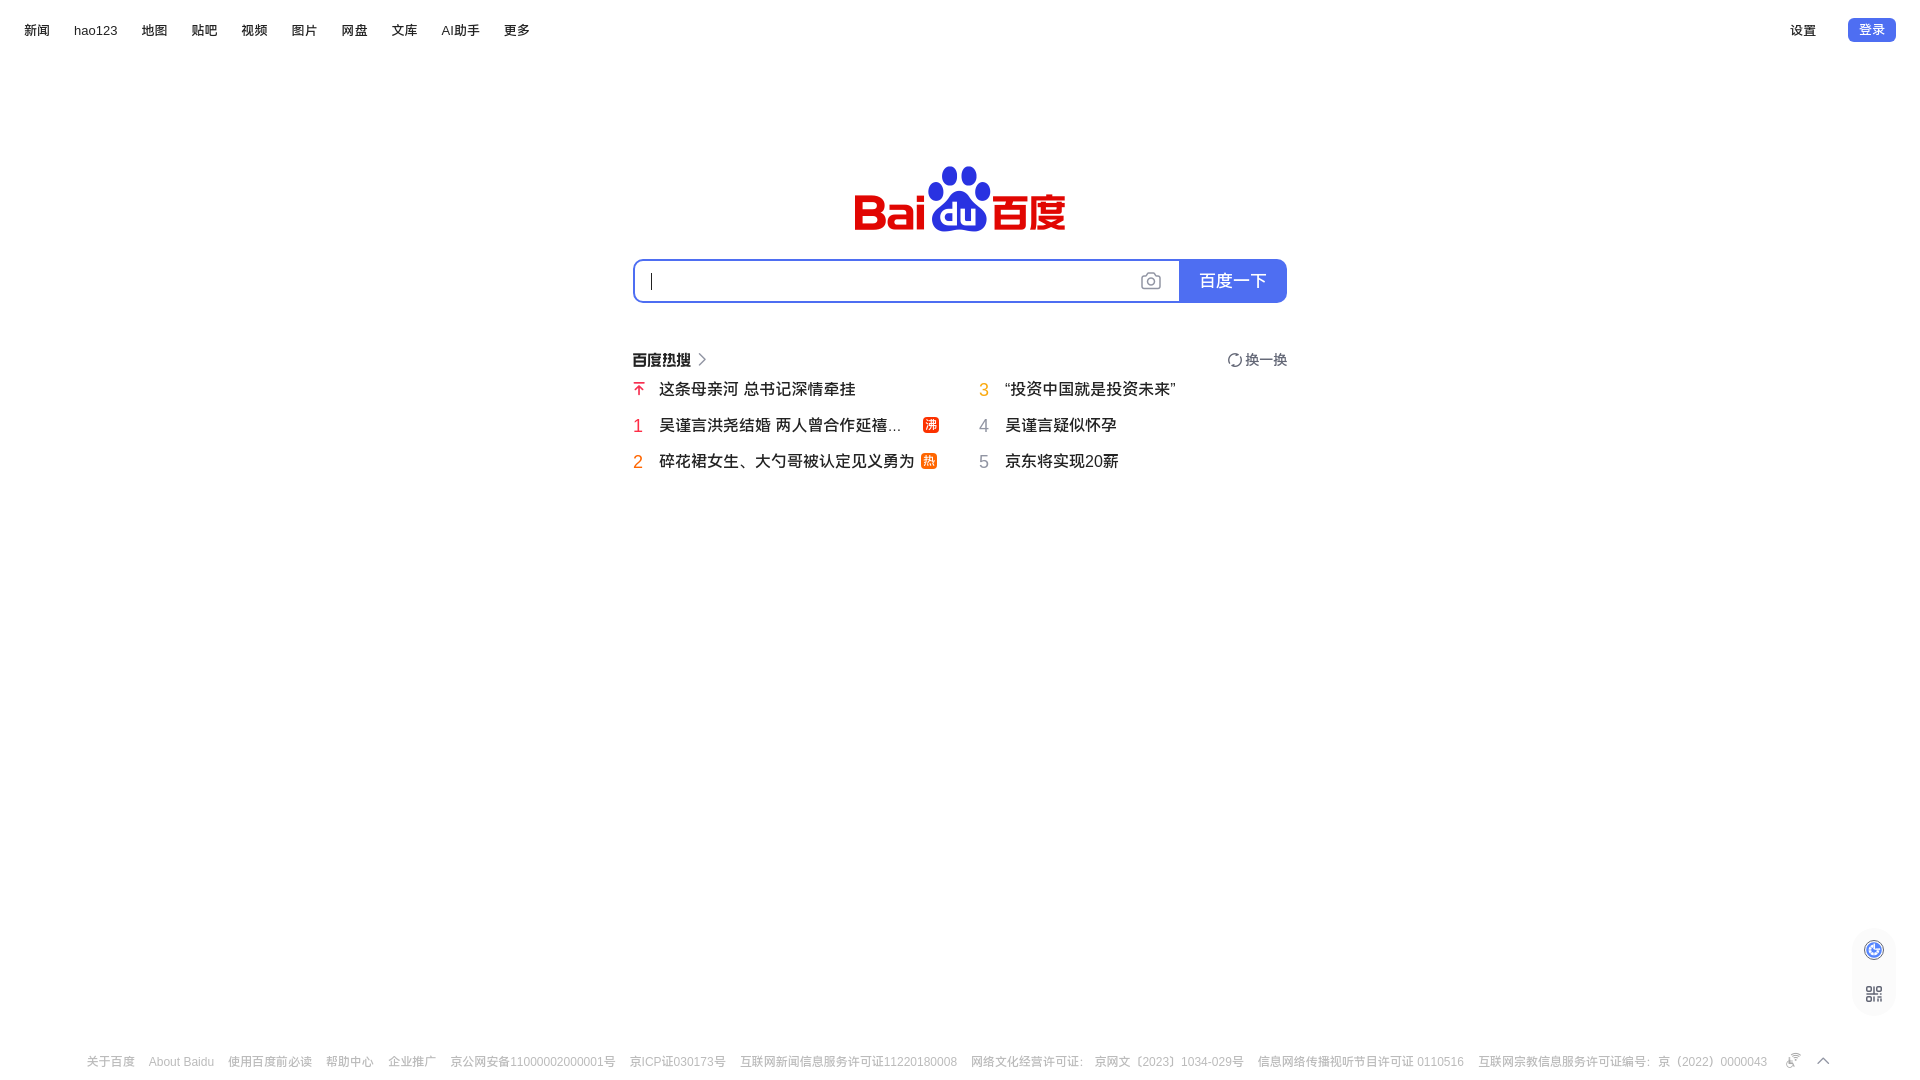 新闻 hao123 地图 贴吧 视频 图片 网盘 文库 AI助手 更多 设置 登录
Bai du 百度
百度一下
百度热搜 换一换
这条母亲河 总书记深情牵挂
1 吴谨言洪尧结婚 两人曾合作延禧... 沸
2 碎花裙女生、大勺哥被认定见义勇为 热
3 “投资中国就是投资未来”
4 吴谨言疑似怀孕
5 京东将实现20薪
关于百度 About Baidu 使用百度前必读 帮助中心 企业推广 京公网安备11000002000001号 京ICP证030173号 互联网新闻信息服务许可证11220180008 网络文化经营许可证： 京网文〔2023〕1034-029号 信息网络传播视听节目许可证 0110516 互联网宗教信息服务许可证编号：京（2022）0000043